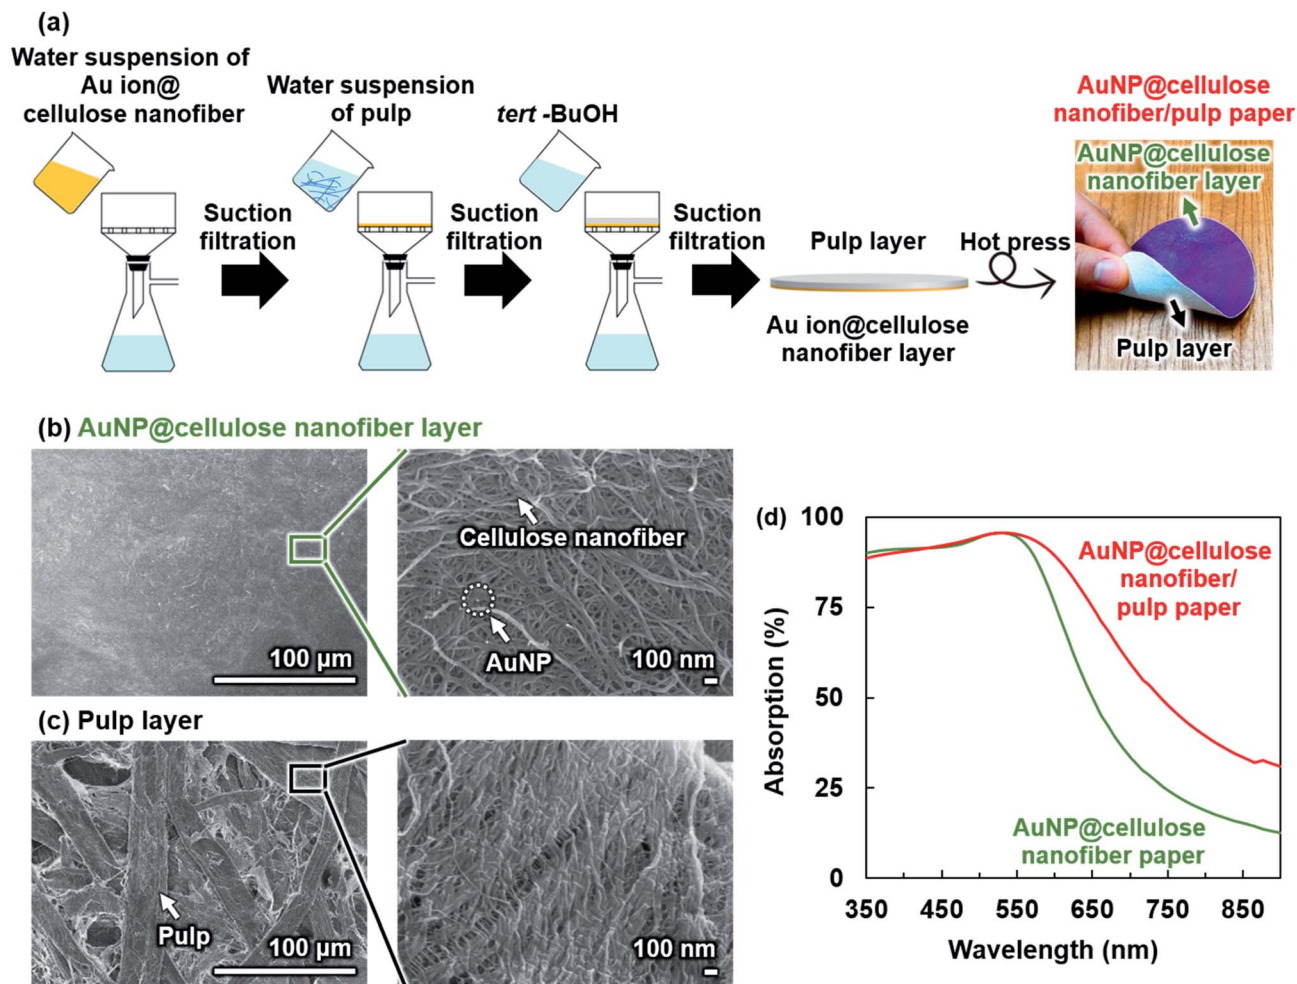 (a)
Water suspension of
Au ion@
cellulose nanofiber
Water suspension
of pulp
tert -BuOH
Suction
filtration
Suction
filtration
Suction
filtration
Pulp layer
Au ion@cellulose
nanofiber layer
Hot press
AuNP@cellulose
nanofiber/pulp paper
AuNP@cellulose
nanofiber layer
Pulp layer
(b) AuNP@cellulose nanofiber layer
100 µm
Cellulose nanofiber
AuNP
100 nm
(c) Pulp layer
Pulp
100 µm
100 nm
(d)
Absorption (%)
100
75
50
25
0
AuNP@cellulose
nanofiber/
pulp paper
AuNP@cellulose
nanofiber paper
350 450 550 650 750 850
Wavelength (nm)